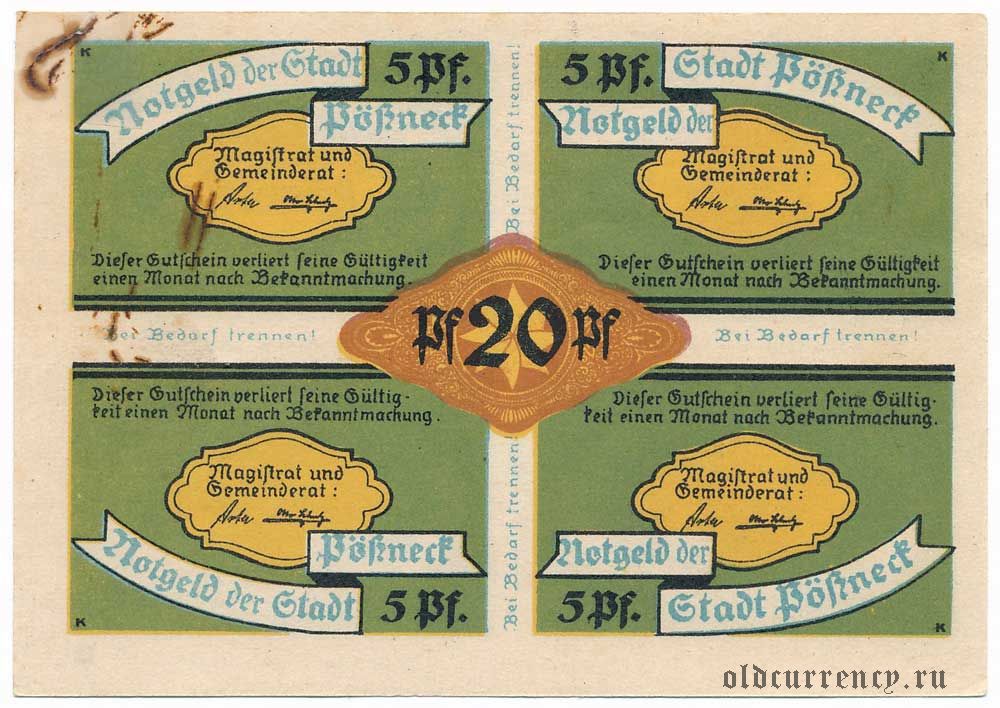 K
Notgeld der Stadt
Pößneck
5 Pf.
Magistrat und
Gemeinderat:
Dieser Gutschein verliert seine Gültigkeit
einen Monat nach Bekanntmachung.
K
5 Pf.
Stadt Pößneck
Notgeld der
Magistrat und
Gemeinderat:
Dieser Gutschein verliert seine Gültigkeit
einen Monat nach Bekanntmachung.
Bei Bedarf trennen!
Bei Bedarf trennen!
Pf 20 Pf
Bei Bedarf trennen!
Bei Bedarf trennen!
Dieser Gutschein verliert seine Gültig-
keit einen Monat nach Bekanntmachung.
Magistrat und
Gemeinderat:
Pößneck
Notgeld der Stadt
5 Pf.
K
Dieser Gutschein verliert seine Gültig-
keit einen Monat nach Bekanntmachung.
Magistrat und
Gemeinderat:
Notgeld der
Stadt Pößneck
5 Pf.
K
oldcurrency.ru